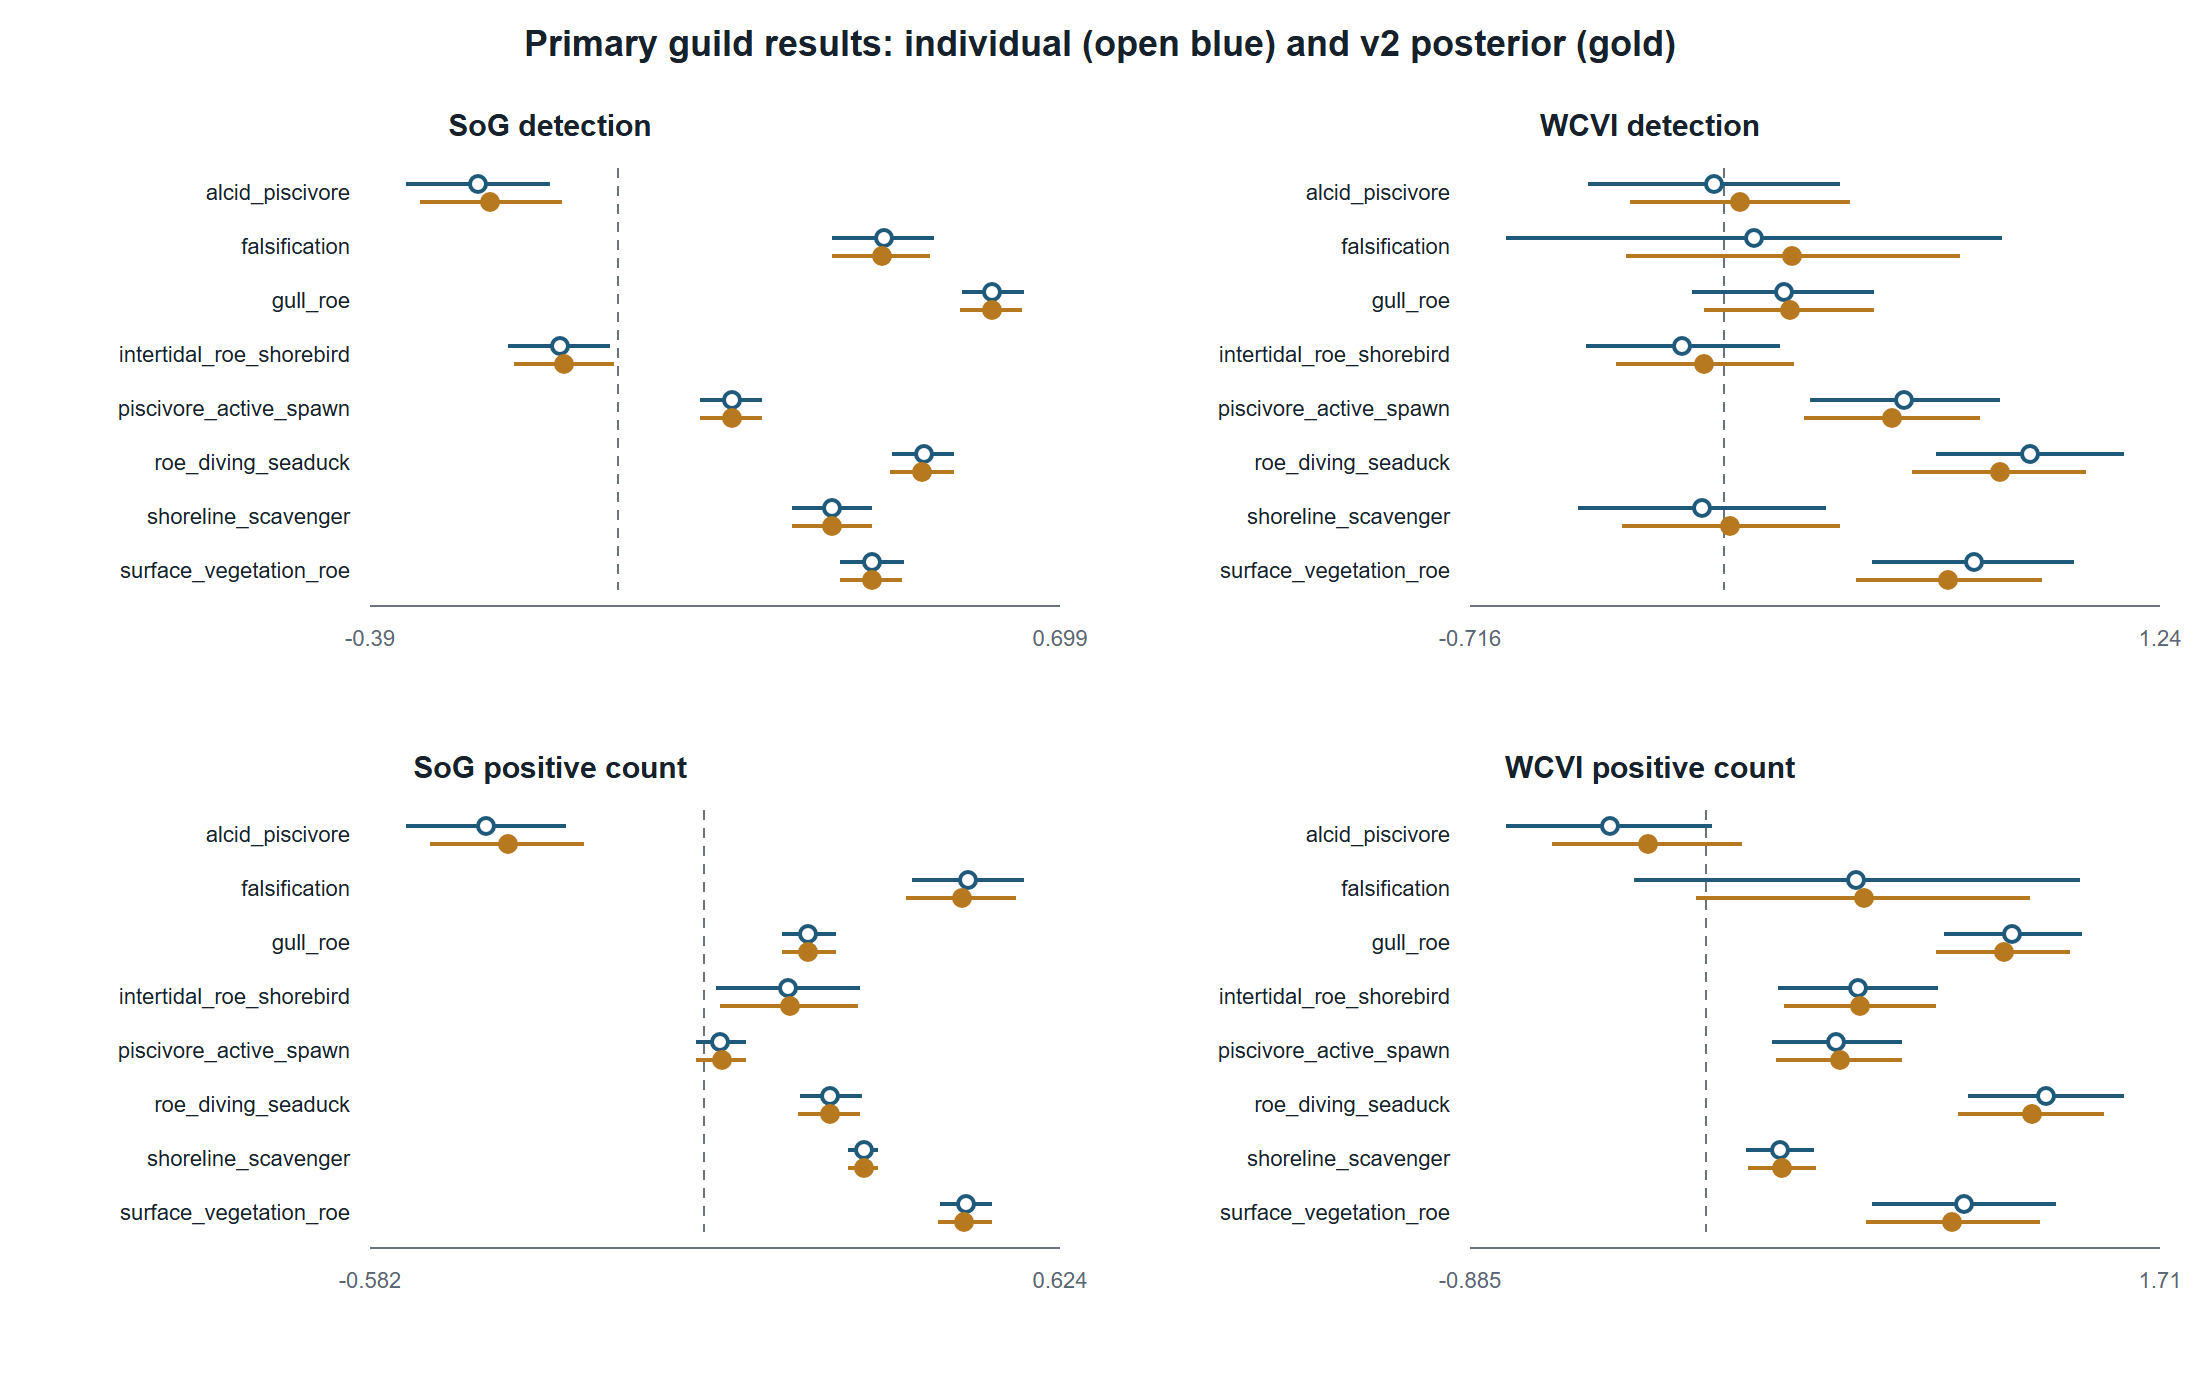 Primary guild results: individual (open blue) and v2 posterior (gold)
SoG detection
alcid_piscivore
falsification
gull_roe
intertidal_roe_shorebird
piscivore_active_spawn
roe_diving_seaduck
shoreline_scavenger
surface_vegetation_roe
-0.39
0.699
WCVI detection
alcid_piscivore
falsification
gull_roe
intertidal_roe_shorebird
piscivore_active_spawn
roe_diving_seaduck
shoreline_scavenger
surface_vegetation_roe
-0.716
1.24
SoG positive count
alcid_piscivore
falsification
gull_roe
intertidal_roe_shorebird
piscivore_active_spawn
roe_diving_seaduck
shoreline_scavenger
surface_vegetation_roe
-0.582
0.624
WCVI positive count
alcid_piscivore
falsification
gull_roe
intertidal_roe_shorebird
piscivore_active_spawn
roe_diving_seaduck
shoreline_scavenger
surface_vegetation_roe
-0.885
1.71